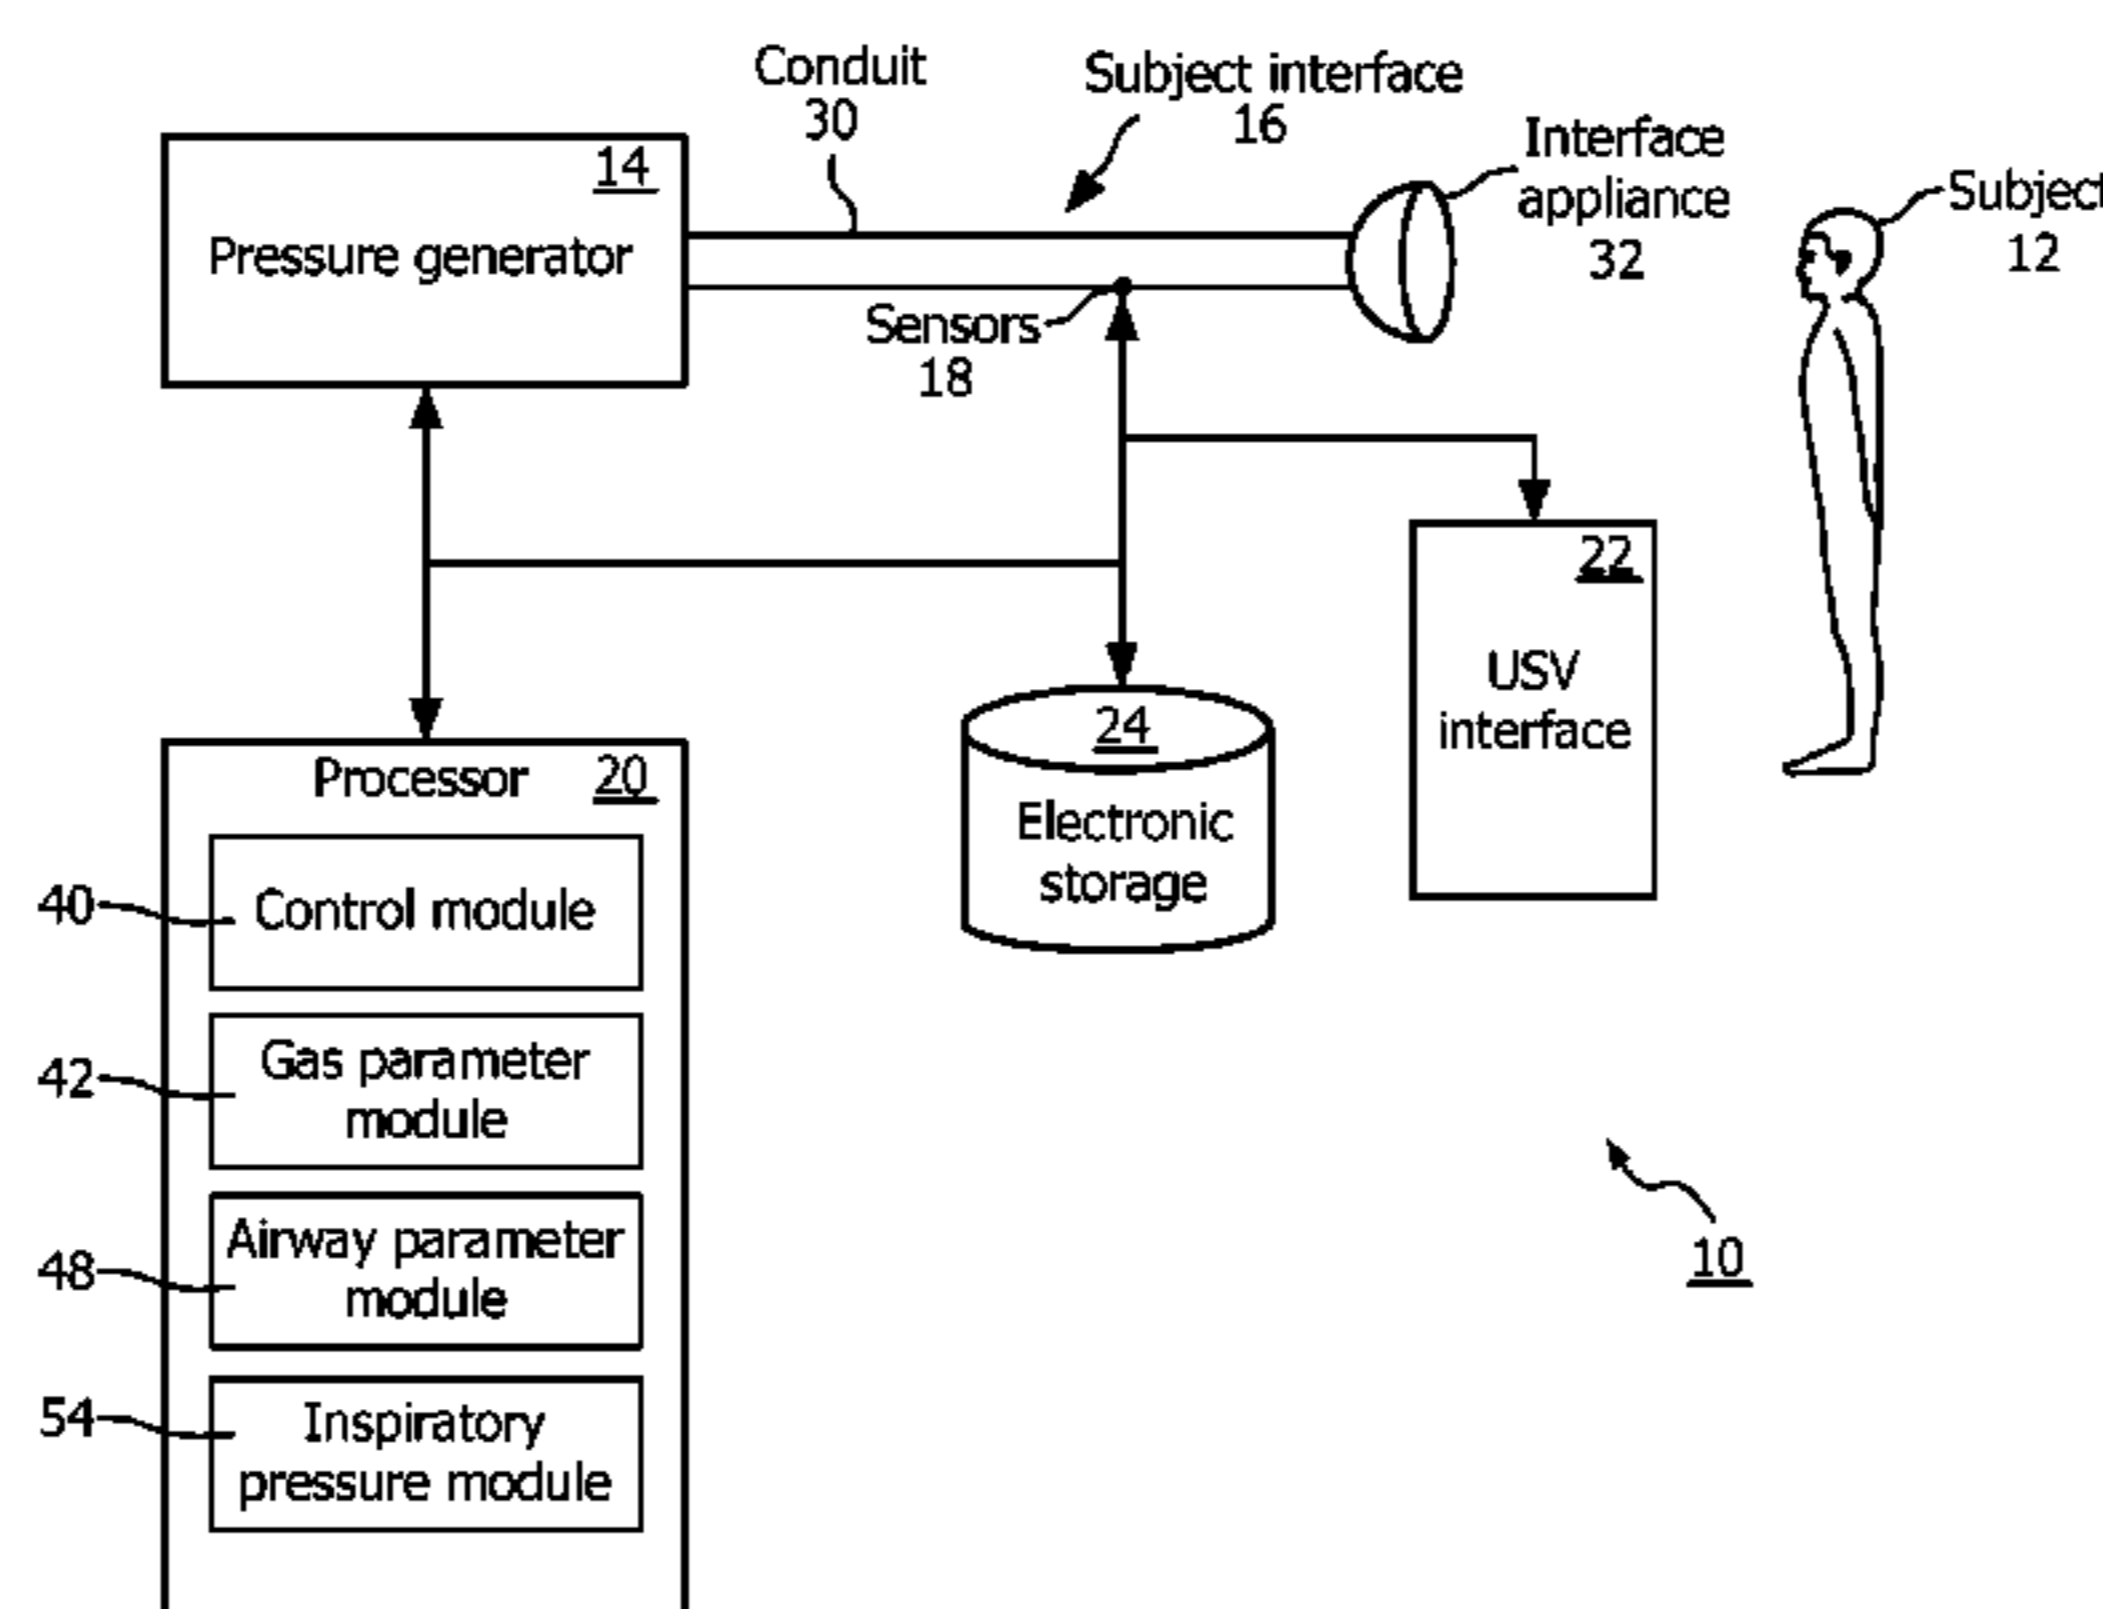 Conduit
30
Subject interface
16
Interface
appliance
32
Subject
12
14
Pressure generator
Sensors
18
22
USV
interface
24
Electronic
storage
Processor 20
40
Control module
42
Gas parameter
module
48
Airway parameter
module
54
Inspiratory
pressure module
10